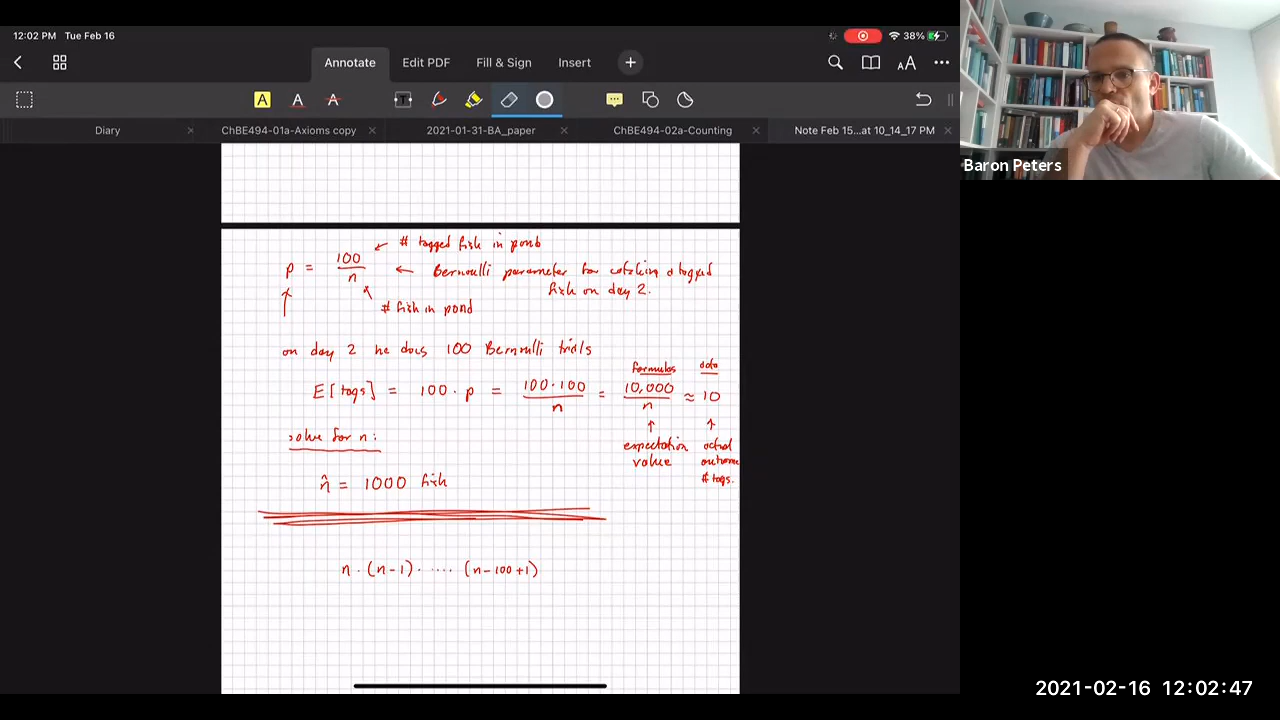 12:02 PM Tue Feb 16
38%
Annotate Edit PDF Fill & Sign Insert
AA
A A A T
Diary ChBE494-01a-Axioms copy 2021-01-31-BA_paper ChBE494-02a-Counting Note Feb 15...at 10_14_17 PM
Baron Peters
p = 100/n ← # tagged fish in pond
← Bernoulli parameter for catching a tagged
fish on day 2.
# fish in pond
on day 2 he does 100 Bernoulli trials
formulas data
E[tags] = 100 · p = 100·100/n = 10,000/n ≈ 10
↑ ↑
expectation actual
value outcome
# tags.
solve for n:
n̂ = 1000 fish
n · (n-1) · .... (n-100+1)
2021-02-16 12:02:47